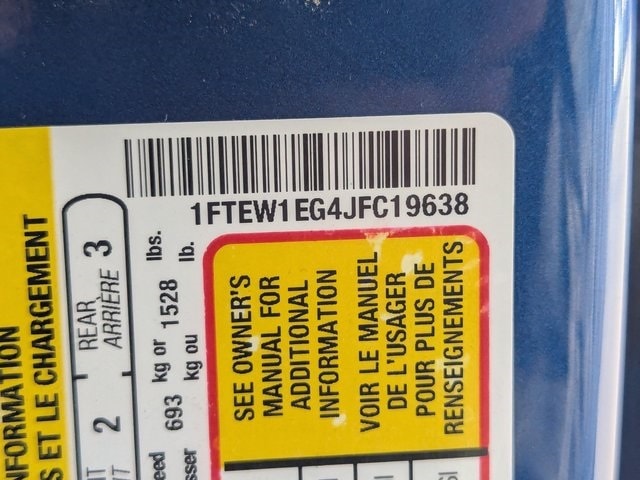 1FTEW1EG4JFC19638
ET LE CHARGEMENT
REAR
ARRIÈRE 3
2
693 kg or 1528 lbs.
kg ou lb.
SEE OWNER'S
MANUAL FOR
ADDITIONAL
INFORMATION
VOIR LE MANUEL
DE L'USAGER
POUR PLUS DE
RENSEIGNEMENTS